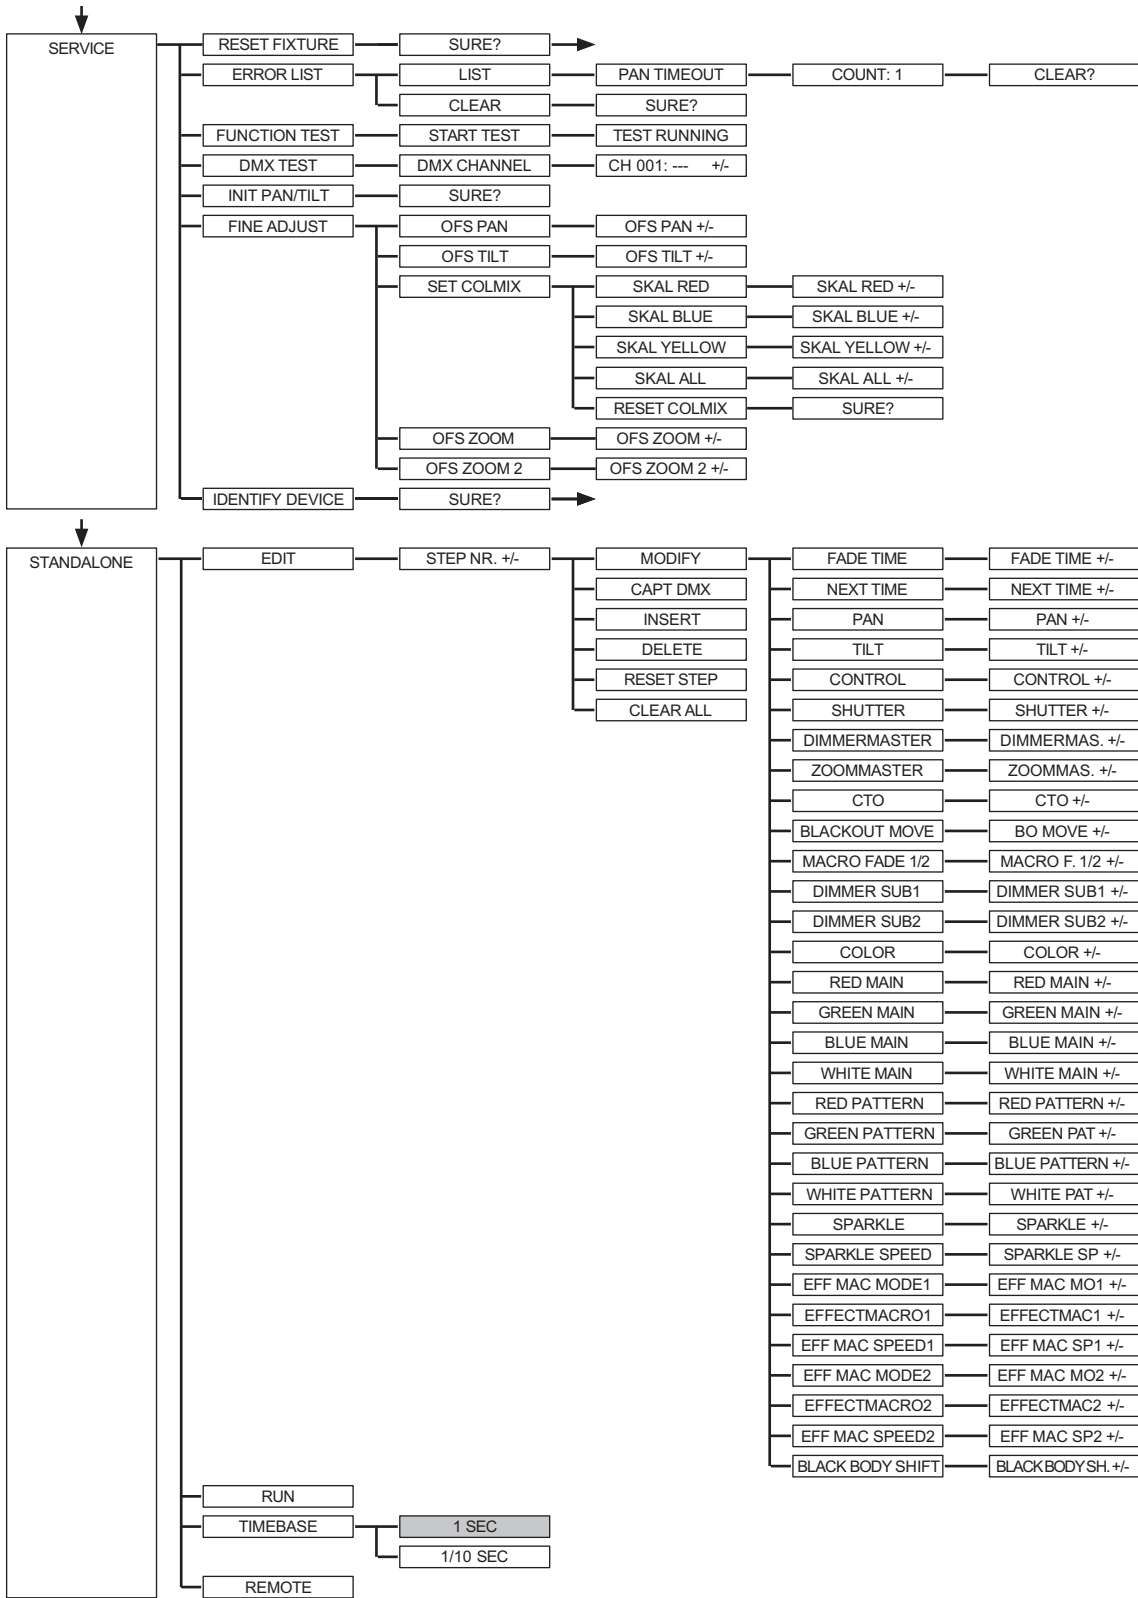 SERVICE RESET FIXTURE SURE?
ERROR LIST LIST PAN TIMEOUT COUNT: 1 CLEAR?
CLEAR SURE?
FUNCTION TEST START TEST TEST RUNNING
DMX TEST DMX CHANNEL CH 001: --- +/-
INIT PAN/TILT SURE?
FINE ADJUST OFS PAN OFS PAN +/-
OFS TILT OFS TILT +/-
SET COLMIX SKAL RED SKAL RED +/-
SKAL BLUE SKAL BLUE +/-
SKAL YELLOW SKAL YELLOW +/-
SKAL ALL SKAL ALL +/-
RESET COLMIX SURE?
OFS ZOOM OFS ZOOM +/-
OFS ZOOM 2 OFS ZOOM 2 +/-
IDENTIFY DEVICE SURE?
STANDALONE EDIT STEP NR. +/- MODIFY FADE TIME FADE TIME +/-
CAPT DMX NEXT TIME NEXT TIME +/-
INSERT PAN PAN +/-
DELETE TILT TILT +/-
RESET STEP CONTROL CONTROL +/-
CLEAR ALL SHUTTER SHUTTER +/-
DIMMERMASTER DIMMERMAS. +/-
ZOOMMASTER ZOOMMAS. +/-
CTO CTO +/-
BLACKOUT MOVE BO MOVE +/-
MACRO FADE 1/2 MACRO F. 1/2 +/-
DIMMER SUB1 DIMMER SUB1 +/-
DIMMER SUB2 DIMMER SUB2 +/-
COLOR COLOR +/-
RED MAIN RED MAIN +/-
GREEN MAIN GREEN MAIN +/-
BLUE MAIN BLUE MAIN +/-
WHITE MAIN WHITE MAIN +/-
RED PATTERN RED PATTERN +/-
GREEN PATTERN GREEN PAT +/-
BLUE PATTERN BLUE PATTERN +/-
WHITE PATTERN WHITE PAT +/-
SPARKLE SPARKLE +/-
SPARKLE SPEED SPARKLE SP +/-
EFF MAC MODE1 EFF MAC MO1 +/-
EFFECTMACRO1 EFFECTMAC1 +/-
EFF MAC SPEED1 EFF MAC SP1 +/-
EFF MAC MODE2 EFF MAC MO2 +/-
EFFECTMACRO2 EFFECTMAC2 +/-
EFF MAC SPEED2 EFF MAC SP2 +/-
BLACK BODY SHIFT BLACK BODY SH. +/-
RUN
TIMEBASE 1 SEC
1/10 SEC
REMOTE